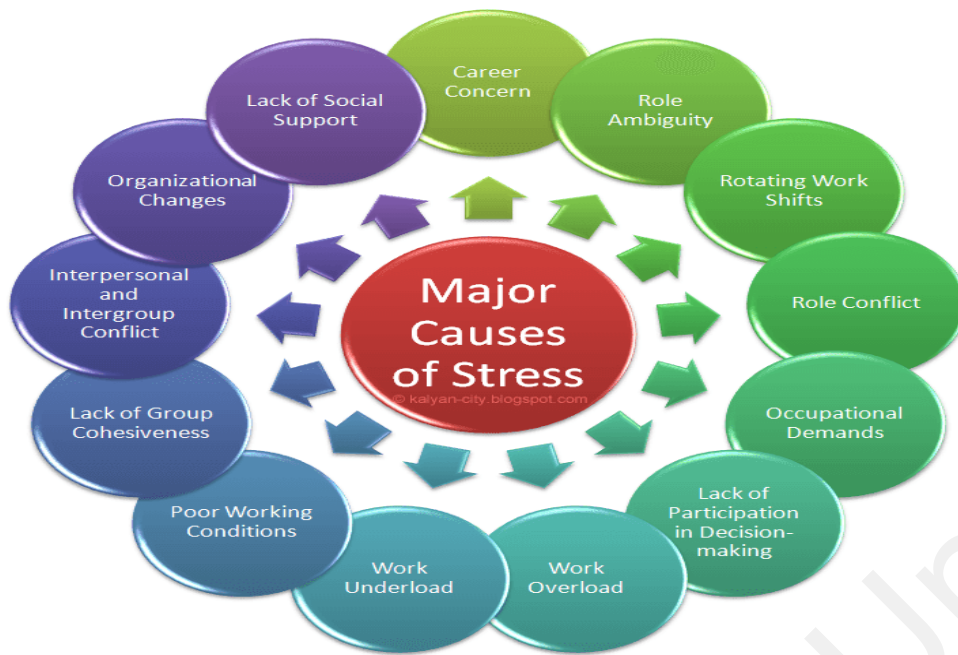 Major
Causes
of Stress
© kalyan-city.blogspot.com
Career
Concern
Role
Ambiguity
Rotating Work
Shifts
Role Conflict
Occupational
Demands
Lack of
Participation
in Decision-
making
Work
Overload
Work
Underload
Poor Working
Conditions
Lack of Group
Cohesiveness
Interpersonal
and
Intergroup
Conflict
Organizational
Changes
Lack of Social
Support